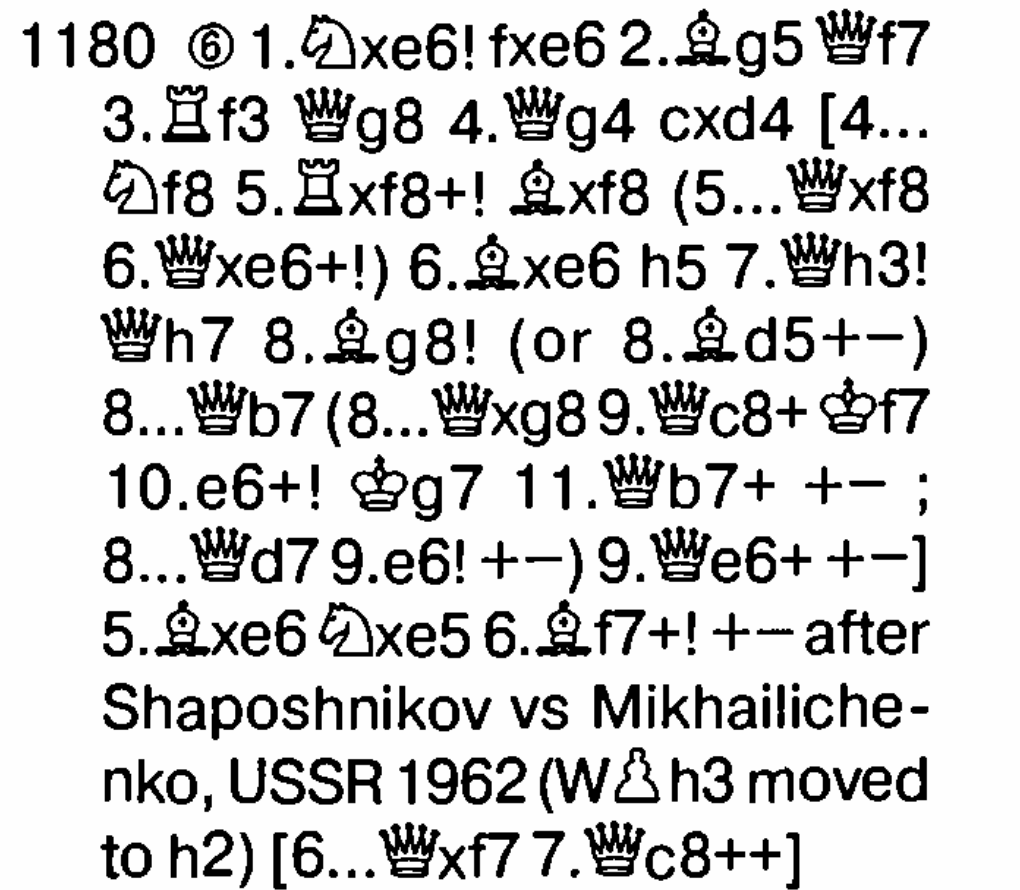 1180 ⑥ 1.♘xe6! fxe6 2.♗g5 ♕f7
3.♖f3 ♕g8 4.♕g4 cxd4 [4...
♘f8 5.♖xf8+! ♗xf8 (5...♕xf8
6.♕xe6+!) 6.♗xe6 h5 7.♕h3!
♕h7 8.♗g8! (or 8.♗d5+−)
8...♕b7 (8...♕xg8 9.♕c8+ ♔f7
10.e6+! ♔g7 11.♕b7+ +− ;
8...♕d7 9.e6! +−) 9.♕e6+ +−]
5.♗xe6 ♘xe5 6.♗f7+! +− after
Shaposhnikov vs Mikhailiche-
nko, USSR 1962 (W♙h3 moved
to h2) [6...♕xf7 7.♕c8++]